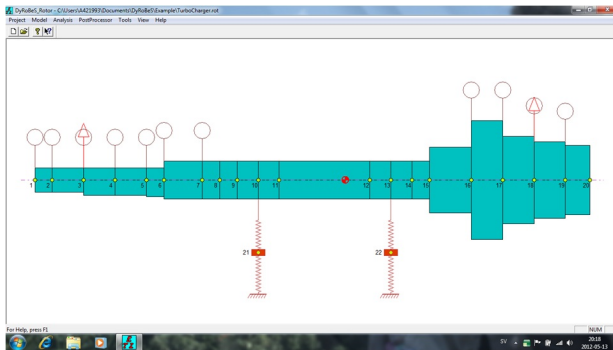 DyRoBeS_Rotor - C:\Users\A421993\Documents\DyRoBeS\Example\TurboCharger.rot
Project Model Analysis PostProcessor Tools View Help
1 2 3 4 5 6 7 8 9 10 11 12 13 14 15 16 17 18 19 20
21 22
For Help, press F1 NUM
SV 20:18
2012-05-13